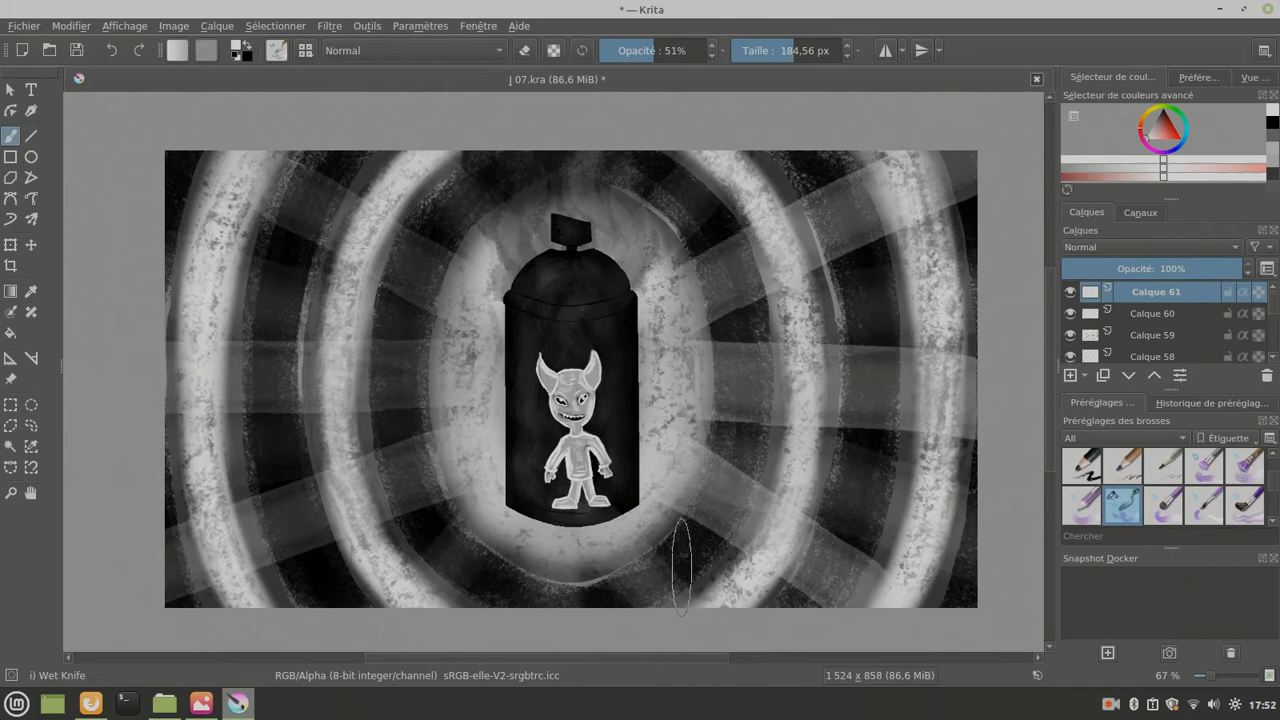 * — Krita
Fichier Modifier Affichage Image Calque Sélectionner Filtre Outils Paramètres Fenêtre Aide
Normal Opacité : 51% Taille : 184,56 px
J 07.kra (86,6 MiB) *
Sélecteur de coul... Préfére... Vue ...
Sélecteur de couleurs avancé
Calques Canaux
Calques
Normal
Opacité: 100%
Calque 61
Calque 60
Calque 59
Calque 58
Préréglages ... Historique de préréglag...
Préréglages des brosses
All Étiquette
Chercher
Snapshot Docker
i) Wet Knife RGB/Alpha (8-bit integer/channel) sRGB-elle-V2-srgbtrc.icc 1 524 x 858 (86,6 MiB) 67 %
17:52